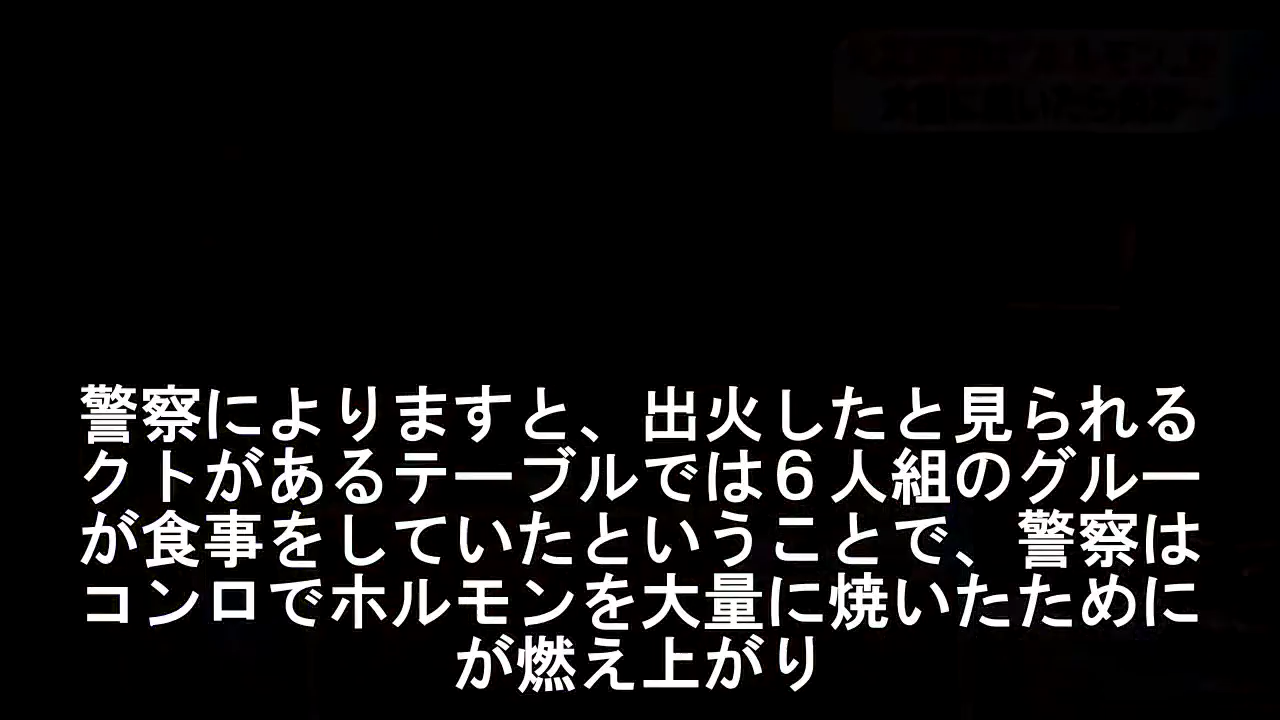 警察によりますと、出火したと見られる
クトがあるテーブルでは６人組のグルー
が食事をしていたということで、警察は
コンロでホルモンを大量に焼いたために
が燃え上がり